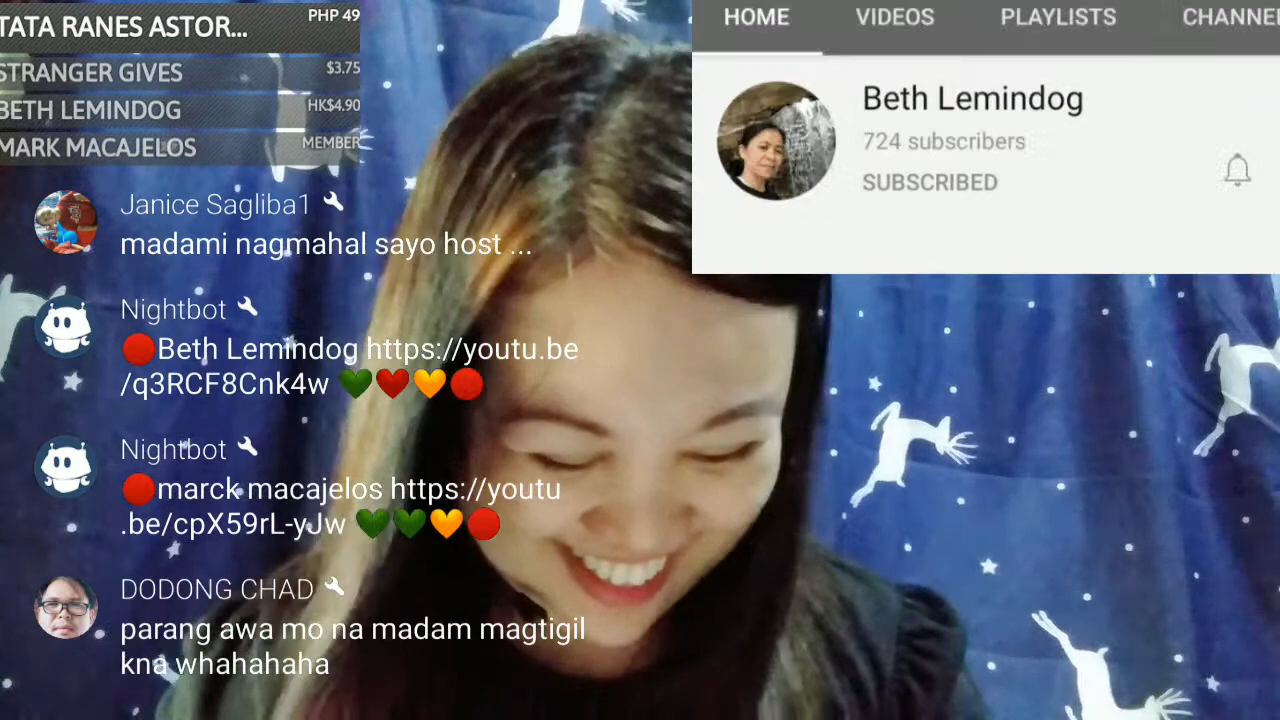 PHP 49
TATA RANES ASTOR...
STRANGER GIVES
$3.75
BETH LEMINDOG
HK$4.90
MARK MACAJELOS
MEMBER
HOME VIDEOS PLAYLISTS CHANNEL
Beth Lemindog
724 subscribers
SUBSCRIBED
Janice Sagliba1
madami nagmahal sayo host ...
Nightbot
🔴Beth Lemindog https://youtu.be
/q3RCF8Cnk4w 💚❤️🧡🔴
Nightbot
🔴marck macajelos https://youtu
.be/cpX59rL-yJw 💚💚🧡🔴
DODONG CHAD
parang awa mo na madam magtigil
kna whahahaha